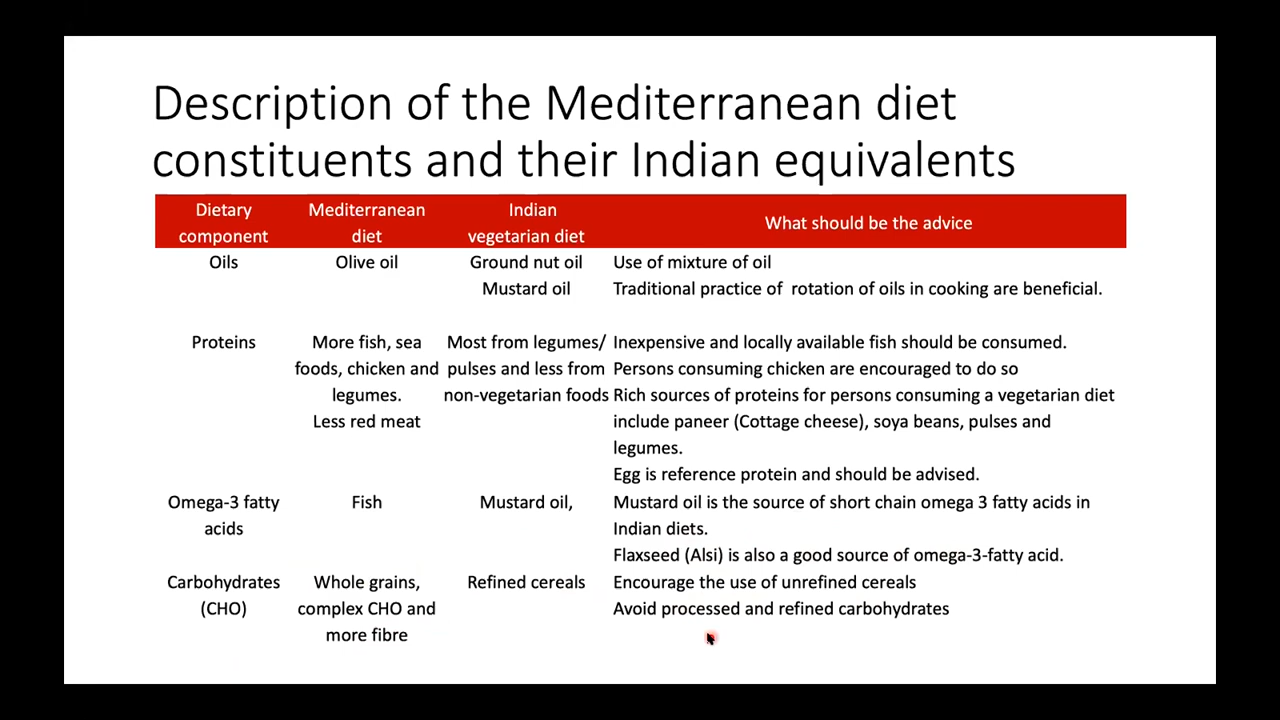 Description of the Mediterranean diet
constituents and their Indian equivalents
Dietary component
Mediterranean diet
Indian vegetarian diet
What should be the advice
Oils
Olive oil
Ground nut oil
Mustard oil
Use of mixture of oil
Traditional practice of rotation of oils in cooking are beneficial.
Proteins
More fish, sea
foods, chicken and
legumes.
Less red meat
Most from legumes/
pulses and less from
non-vegetarian foods
Inexpensive and locally available fish should be consumed.
Persons consuming chicken are encouraged to do so
Rich sources of proteins for persons consuming a vegetarian diet
include paneer (Cottage cheese), soya beans, pulses and
legumes.
Egg is reference protein and should be advised.
Omega-3 fatty
acids
Fish
Mustard oil,
Mustard oil is the source of short chain omega 3 fatty acids in
Indian diets.
Flaxseed (Alsi) is also a good source of omega-3-fatty acid.
Carbohydrates
(CHO)
Whole grains,
complex CHO and
more fibre
Refined cereals
Encourage the use of unrefined cereals
Avoid processed and refined carbohydrates